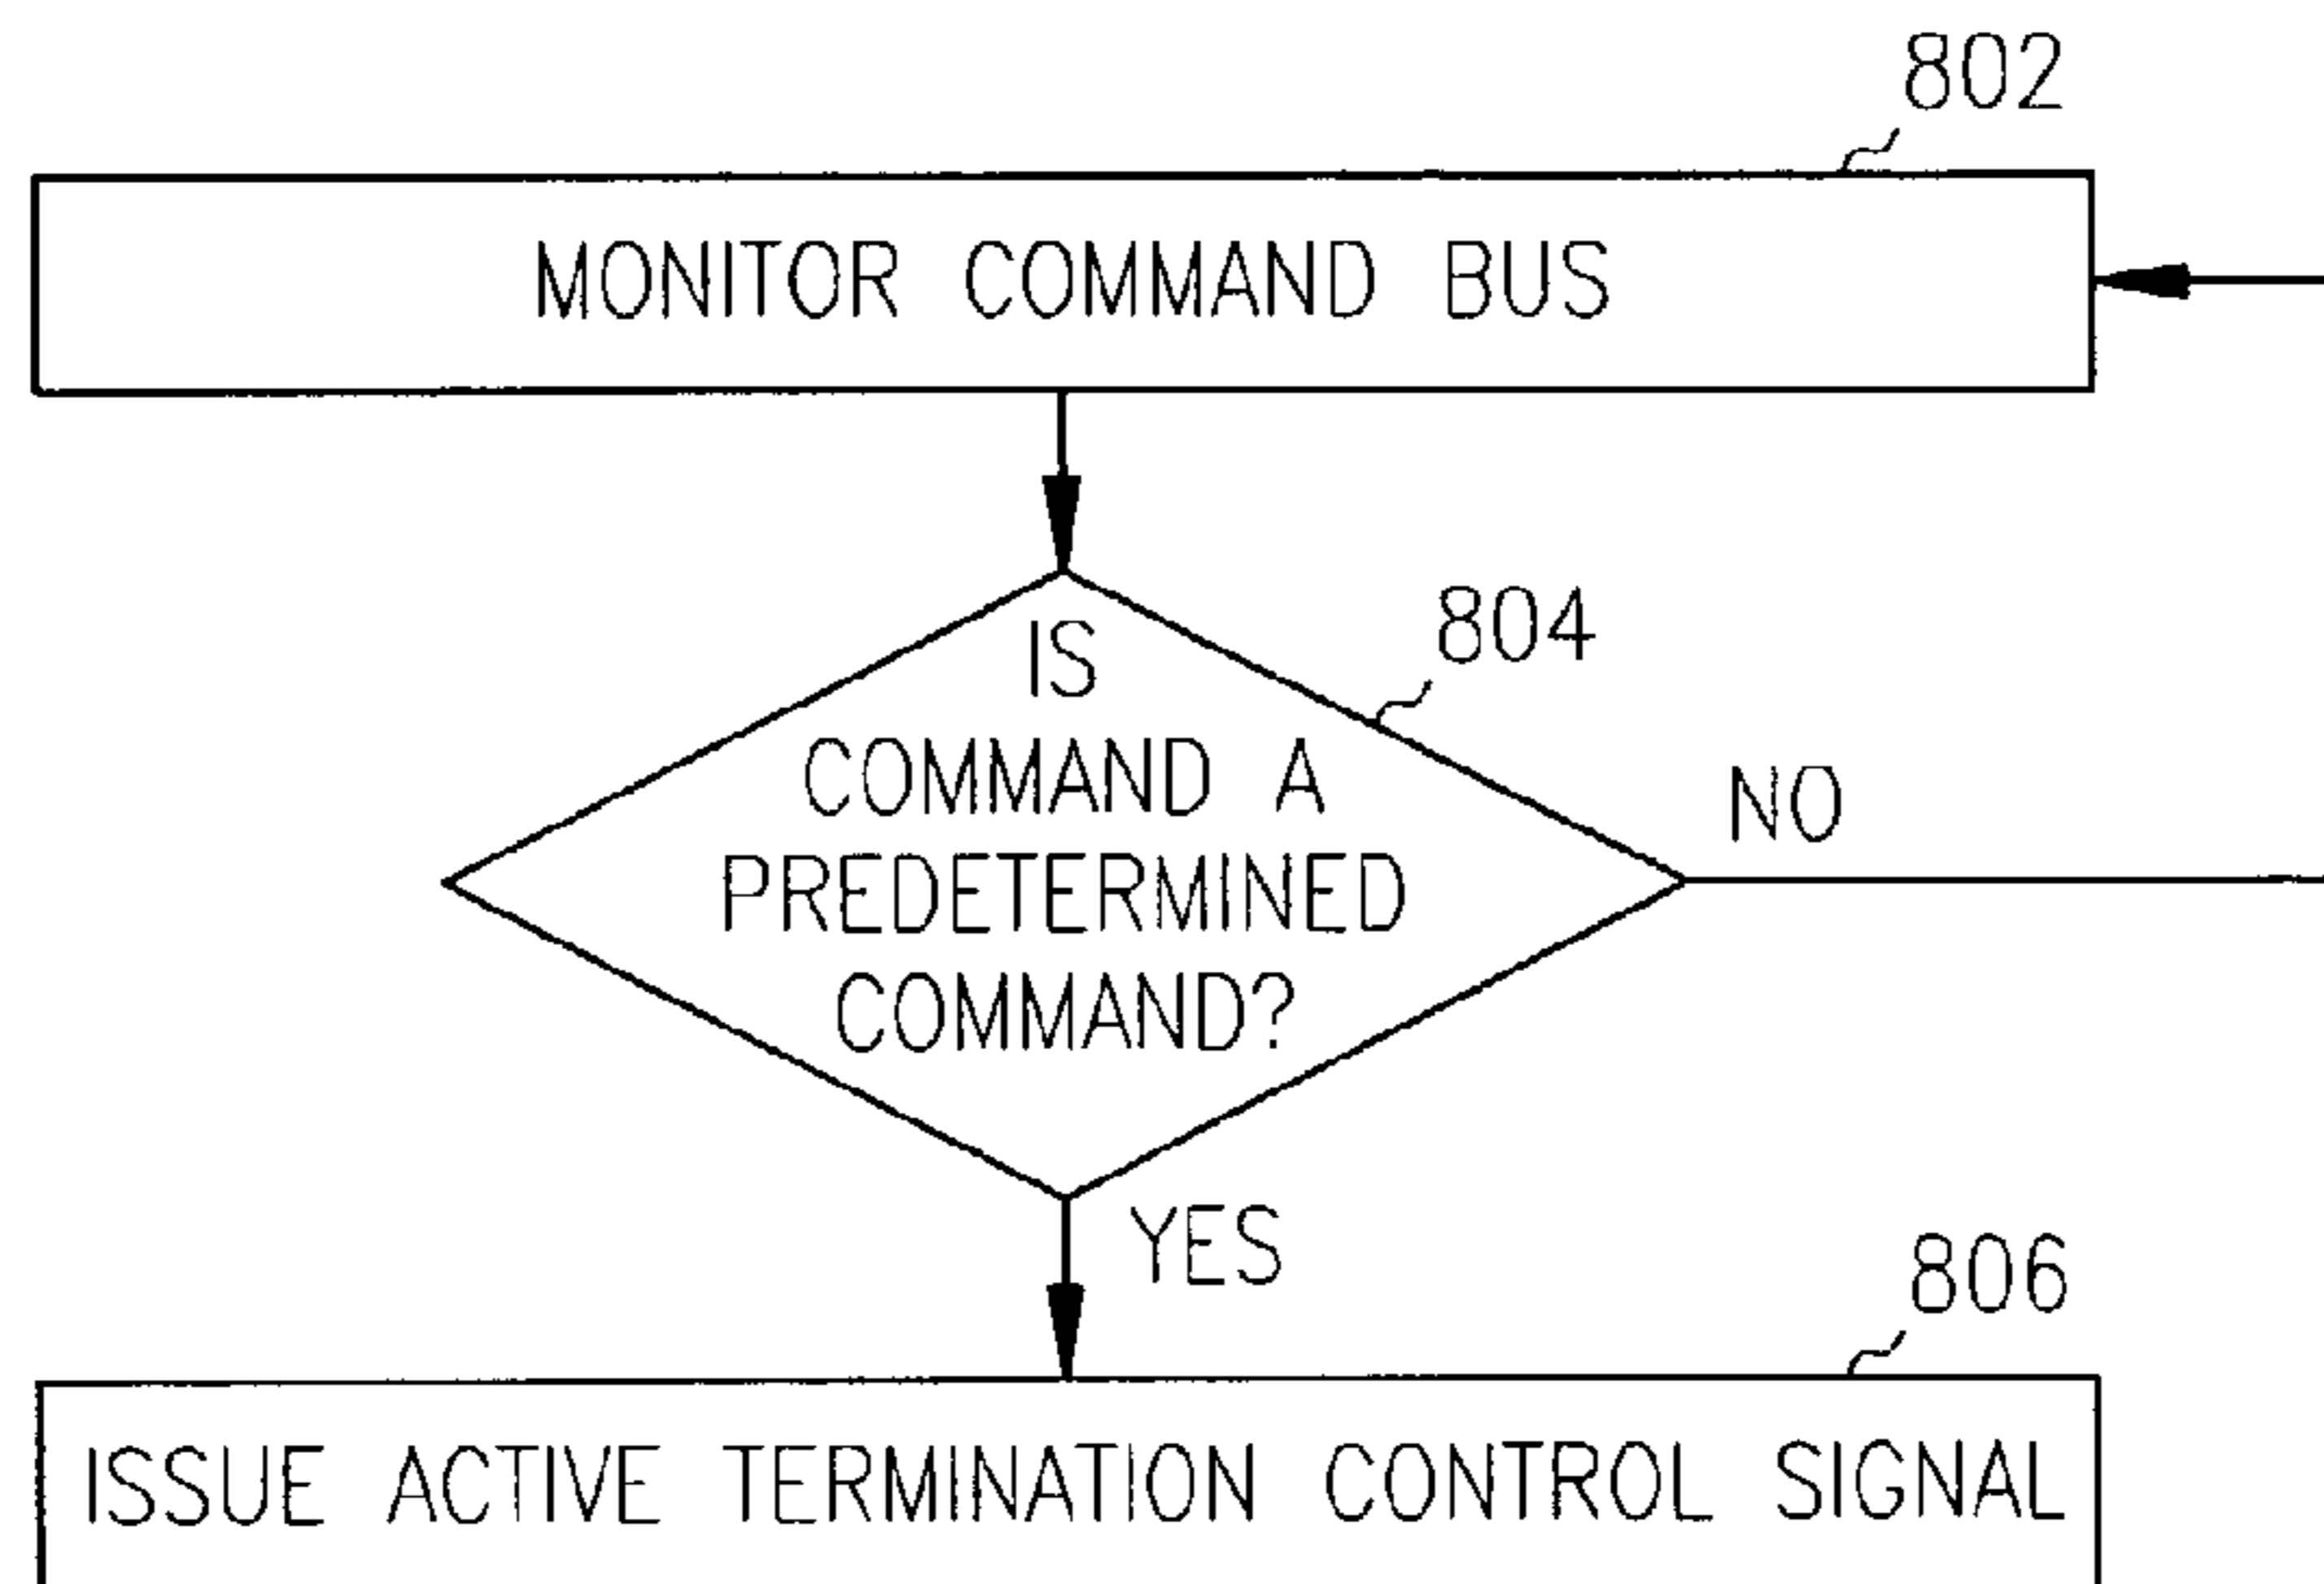 802
MONITOR COMMAND BUS
804
IS
COMMAND A
PREDETERMINED
COMMAND?
NO
YES
806
ISSUE ACTIVE TERMINATION CONTROL SIGNAL